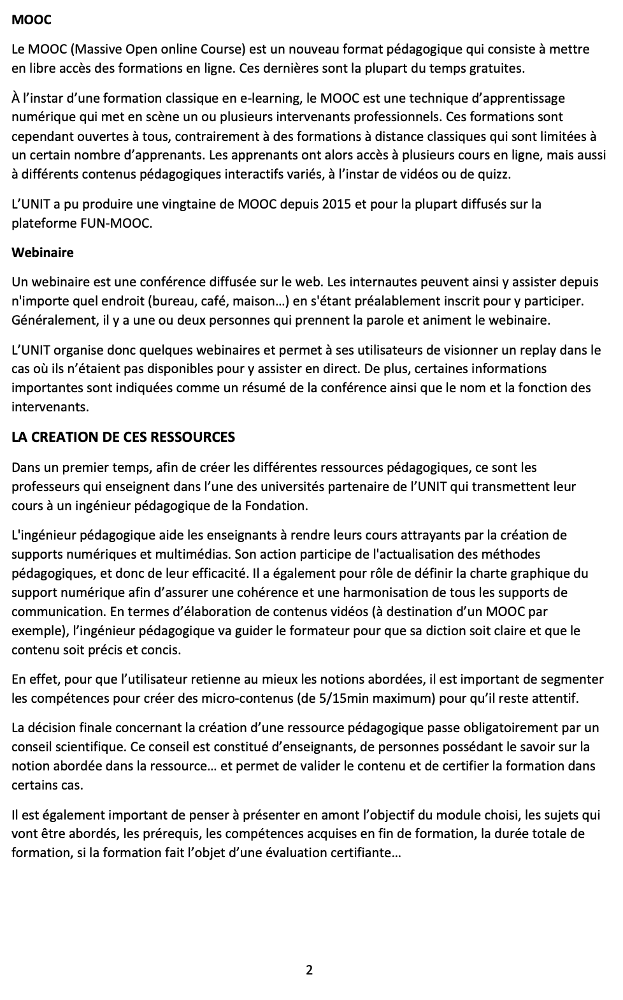 MOOC
Le MOOC (Massive Open online Course) est un nouveau format pédagogique qui consiste à mettre
en libre accès des formations en ligne. Ces dernières sont la plupart du temps gratuites.
À l’instar d’une formation classique en e-learning, le MOOC est une technique d’apprentissage
numérique qui met en scène un ou plusieurs intervenants professionnels. Ces formations sont
cependant ouvertes à tous, contrairement à des formations à distance classiques qui sont limitées à
un certain nombre d’apprenants. Les apprenants ont alors accès à plusieurs cours en ligne, mais aussi
à différents contenus pédagogiques interactifs variés, à l’instar de vidéos ou de quizz.
L’UNIT a pu produire une vingtaine de MOOC depuis 2015 et pour la plupart diffusés sur la
plateforme FUN-MOOC.
Webinaire
Un webinaire est une conférence diffusée sur le web. Les internautes peuvent ainsi y assister depuis
n'importe quel endroit (bureau, café, maison…) en s'étant préalablement inscrit pour y participer.
Généralement, il y a une ou deux personnes qui prennent la parole et animent le webinaire.
L’UNIT organise donc quelques webinaires et permet à ses utilisateurs de visionner un replay dans le
cas où ils n’étaient pas disponibles pour y assister en direct. De plus, certaines informations
importantes sont indiquées comme un résumé de la conférence ainsi que le nom et la fonction des
intervenants.
LA CREATION DE CES RESSOURCES
Dans un premier temps, afin de créer les différentes ressources pédagogiques, ce sont les
professeurs qui enseignent dans l’une des universités partenaire de l’UNIT qui transmettent leur
cours à un ingénieur pédagogique de la Fondation.
L'ingénieur pédagogique aide les enseignants à rendre leurs cours attrayants par la création de
supports numériques et multimédias. Son action participe de l'actualisation des méthodes
pédagogiques, et donc de leur efficacité. Il a également pour rôle de définir la charte graphique du
support numérique afin d’assurer une cohérence et une harmonisation de tous les supports de
communication. En termes d’élaboration de contenus vidéos (à destination d’un MOOC par
exemple), l’ingénieur pédagogique va guider le formateur pour que sa diction soit claire et que le
contenu soit précis et concis.
En effet, pour que l’utilisateur retienne au mieux les notions abordées, il est important de segmenter
les compétences pour créer des micro-contenus (de 5/15min maximum) pour qu’il reste attentif.
La décision finale concernant la création d’une ressource pédagogique passe obligatoirement par un
conseil scientifique. Ce conseil est constitué d’enseignants, de personnes possédant le savoir sur la
notion abordée dans la ressource… et permet de valider le contenu et de certifier la formation dans
certains cas.
Il est également important de penser à présenter en amont l’objectif du module choisi, les sujets qui
vont être abordés, les prérequis, les compétences acquises en fin de formation, la durée totale de
formation, si la formation fait l’objet d’une évaluation certifiante…
2